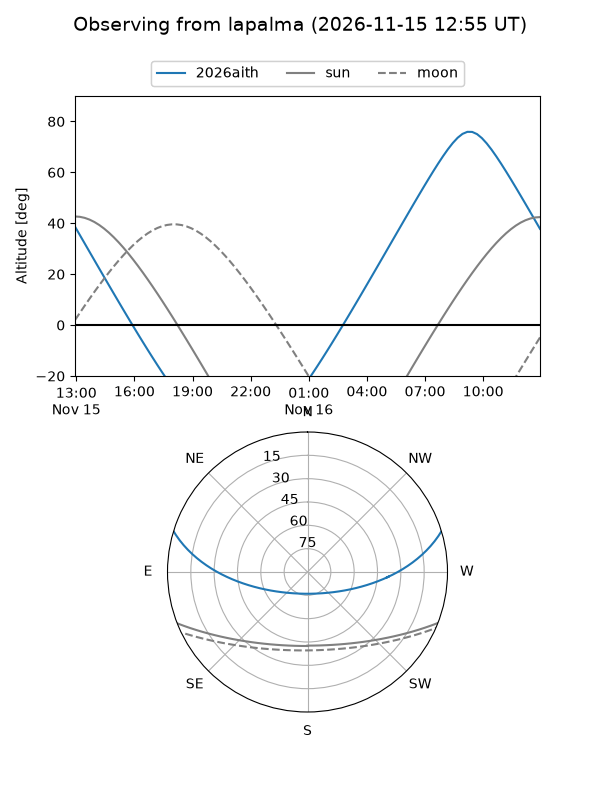 Observing from lapalma (2026-11-15 12:55 UT)
2026aith sun moon
Altitude [deg]
80
60
40
20
0
−20
13:00 16:00 19:00 22:00 01:00 04:00 07:00 10:00
Nov 15 Nov 16
N
NE NW
15
30
45
60
75
E W
SE SW
S